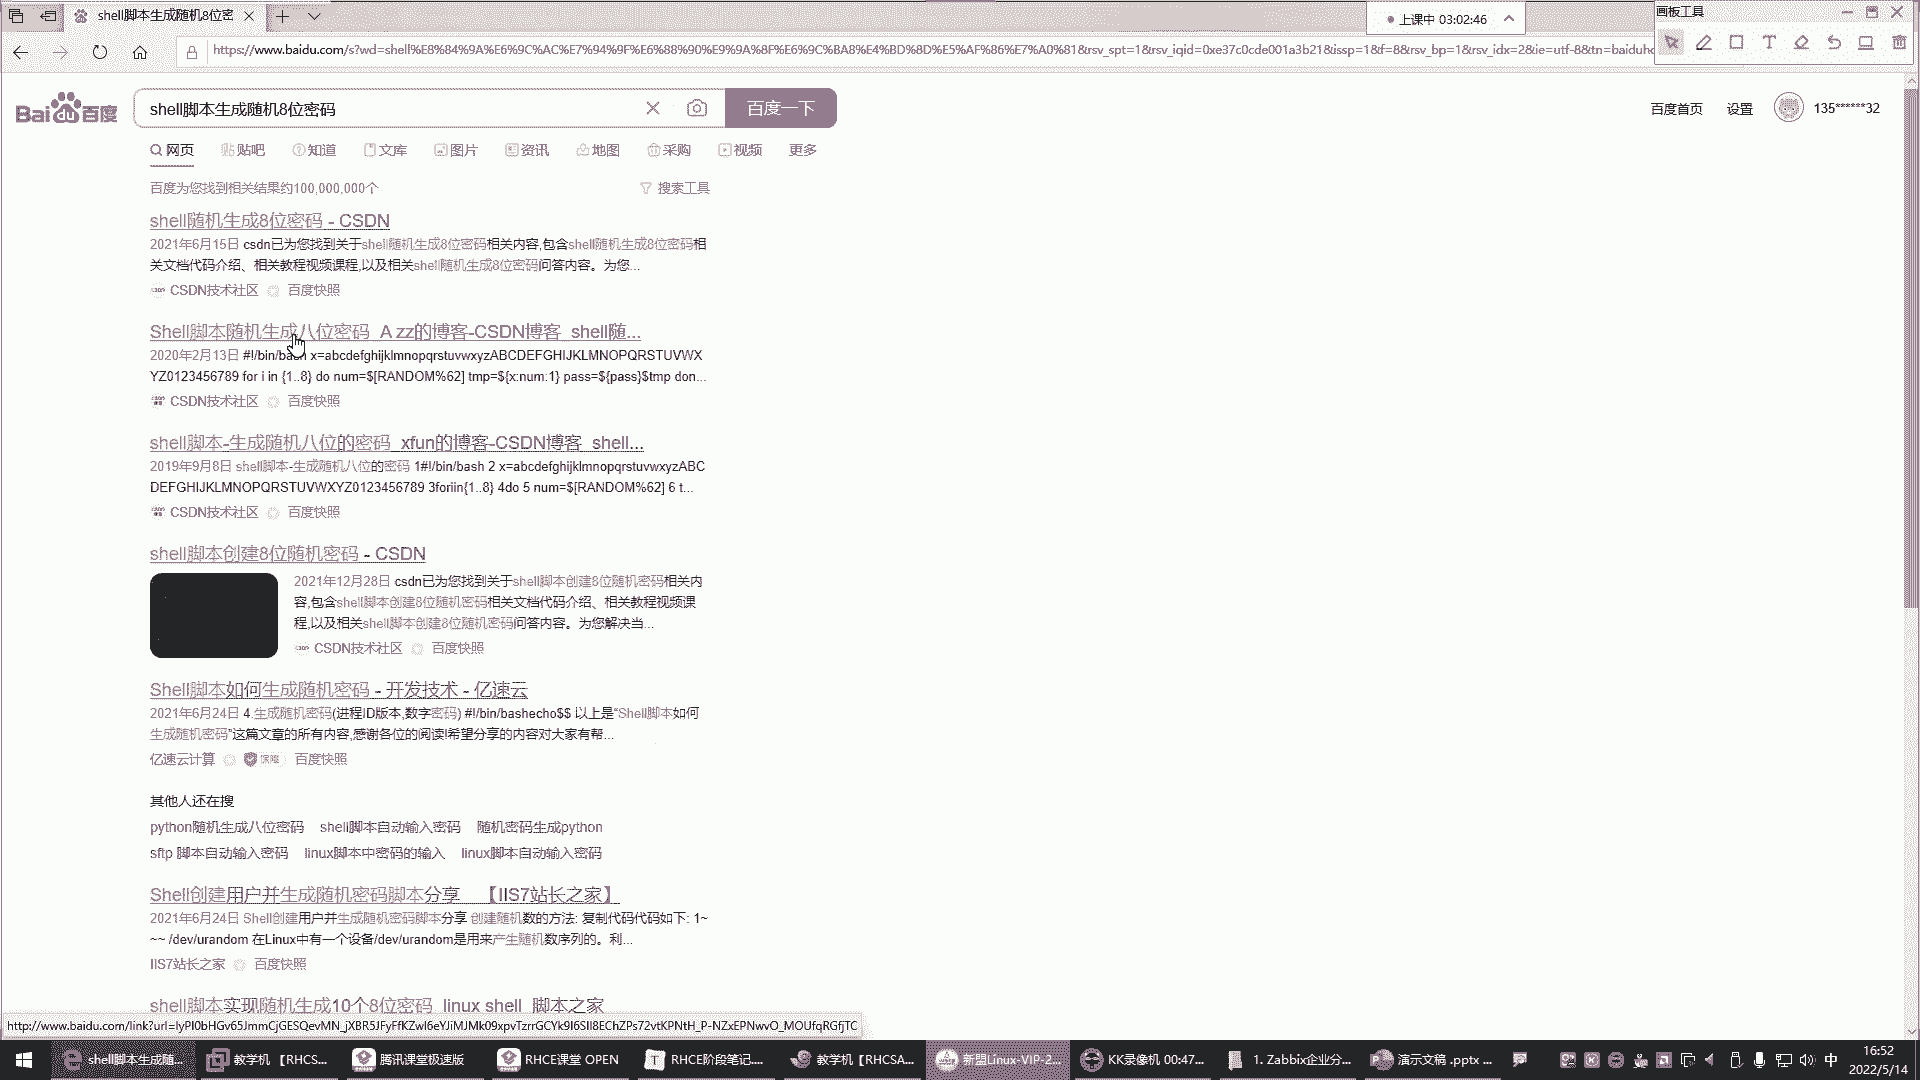 shell脚本生成随机8位密
上课中 03:02:46
画板工具
https://www.baidu.com/s?wd=shell%E8%84%9A%E6%9C%AC%E7%94%9F%E6%88%90%E9%9A%8F%E6%9C%BA8%E4%BD%8D%E5%AF%86%E7%A0%81&rsv_spt=1&rsv_iqid=0xe37c0cde001a3b21&issp=1&f=8&rsv_bp=1&rsv_idx=2&ie=utf-8&tn=baiduho
Bai du 百度
shell脚本生成随机8位密码
百度一下
百度首页 设置 135******32
网页 贴吧 知道 文库 图片 资讯 地图 采购 视频 更多
百度为您找到相关结果约100,000,000个
搜索工具
shell随机生成8位密码 - CSDN
2021年6月15日 csdn已为您找到关于shell随机生成8位密码相关内容,包含shell随机生成8位密码相
关文档代码介绍、相关教程视频课程,以及相关shell随机生成8位密码问答内容。为您...
CSDN技术社区 百度快照
Shell脚本随机生成八位密码_A zz的博客-CSDN博客_shell随...
2020年2月13日 #!/bin/bash x=abcdefghijklmnopqrstuvwxyzABCDEFGHIJKLMNOPQRSTUVWX
YZ0123456789 for i in {1..8} do num=$[RANDOM%62] tmp=${x:num:1} pass=${pass}$tmp don...
CSDN技术社区 百度快照
shell脚本-生成随机八位的密码_xfun的博客-CSDN博客_shell...
2019年9月8日 shell脚本-生成随机八位的密码 1#!/bin/bash 2 x=abcdefghijklmnopqrstuvwxyzABC
DEFGHIJKLMNOPQRSTUVWXYZ0123456789 3foriin{1..8} 4do 5 num=$[RANDOM%62] 6 t...
CSDN技术社区 百度快照
shell脚本创建8位随机密码 - CSDN
2021年12月28日 csdn已为您找到关于shell脚本创建8位随机密码相关内
容,包含shell脚本创建8位随机密码相关文档代码介绍、相关教程视频课
程,以及相关shell脚本创建8位随机密码问答内容。为您解决当...
CSDN技术社区 百度快照
Shell脚本如何生成随机密码 - 开发技术 - 亿速云
2021年6月24日 4.生成随机密码(进程ID版本,数字密码) #!/bin/bashecho$$ 以上是“Shell脚本如何
生成随机密码”这篇文章的所有内容,感谢各位的阅读!希望分享的内容对大家有帮...
亿速云计算 保障 百度快照
其他人还在搜
python随机生成八位密码 shell脚本自动输入密码 随机密码生成python
sftp 脚本自动输入密码 linux脚本中密码的输入 linux脚本自动输入密码
Shell创建用户并生成随机密码脚本分享_ 【IIS7站长之家】
2021年6月24日 Shell创建用户并生成随机密码脚本分享 创建随机数的方法: 复制代码代码如下: 1~
~~ /dev/urandom 在Linux中有一个设备/dev/urandom是用来产生随机数序列的。利...
IIS7站长之家 百度快照
shell脚本实现随机生成10个8位密码_linux shell_脚本之家
http://www.baidu.com/link?url=lyPI0bHGv65JmmCjGESQevMN_jXBR5JFyFfKZwl6eYJiMJMk09xpvTzrrGCYk9I6SIl8EChZPs72vtKPNtH_P-NZxEPNwvO_MOUfqRGfjTC
shell脚本生成随... 教学机 【RHCS... 腾讯课堂极速版 RHCE课堂 OPEN RHCE阶段笔记.... 教学机【RHCSA... 新盟Linux-VIP-2... KK录像机 00:47... 1. Zabbix企业分... 演示文稿 .pptx ... 中 16:52
2022/5/14